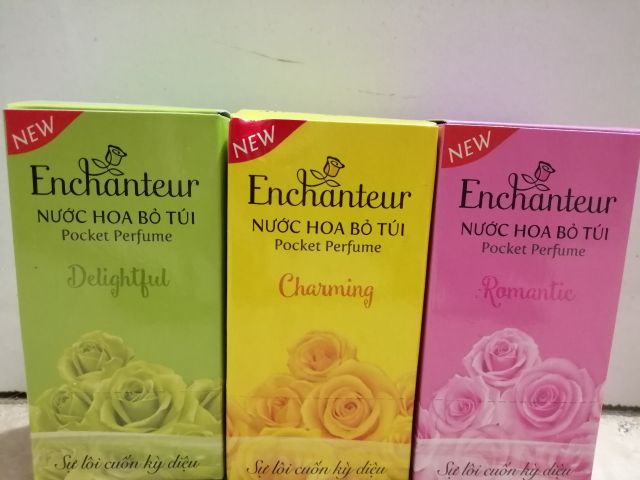 NEW
Enchanteur
NƯỚC HOA BỎ TÚI
Pocket Perfume
Delightful
Sự lôi cuốn kỳ diệu
NEW
Enchanteur
NƯỚC HOA BỎ TÚI
Pocket Perfume
Charming
Sự lôi cuốn kỳ diệu
NEW
Enchanteur
NƯỚC HOA BỎ TÚI
Pocket Perfume
Romantic
Sự lôi cuốn kỳ diệu